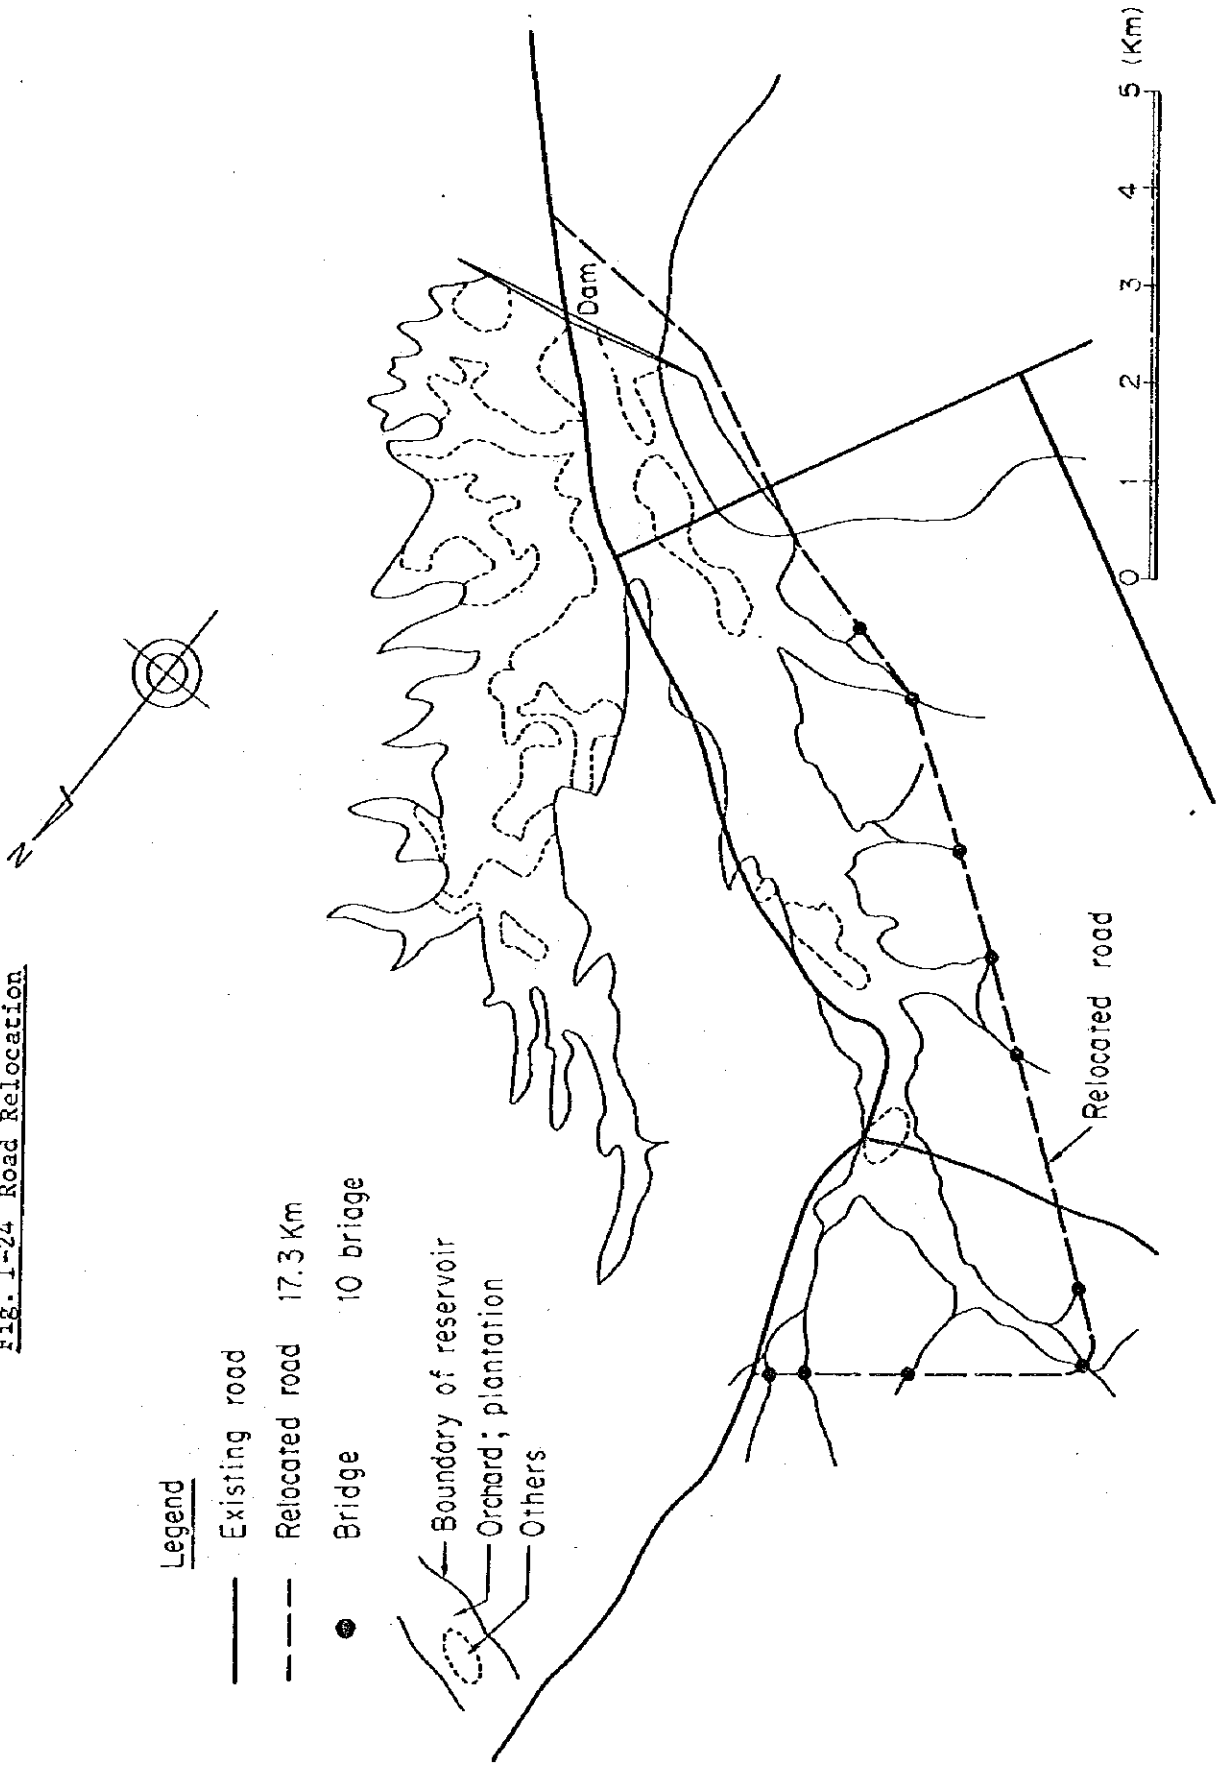 Fig. 1-24 Road Relocation
N
Legend
Existing road
Relocated road 17.3 Km
Bridge 10 briage
Boundary of reservoir
Orchard; plantation
Others
Dam
Relocated road
0 1 2 3 4 5 (Km)